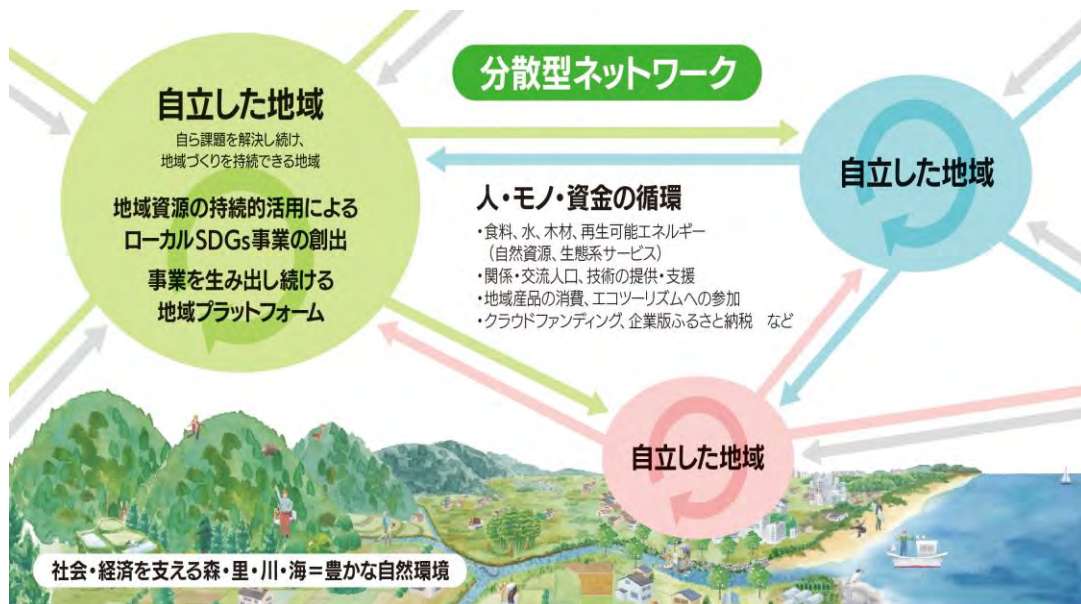 分散型ネットワーク
自立した地域
自ら課題を解決し続け、
地域づくりを持続できる地域
地域資源の持続的活用による
ローカルSDGs事業の創出
事業を生み出し続ける
地域プラットフォーム
自立した地域
人・モノ・資金の循環
・食料、水、木材、再生可能エネルギー
（自然資源、生態系サービス）
・関係・交流人口、技術の提供・支援
・地域産品の消費、エコツーリズムへの参加
・クラウドファンディング、企業版ふるさと納税　など
自立した地域
社会・経済を支える森・里・川・海＝豊かな自然環境